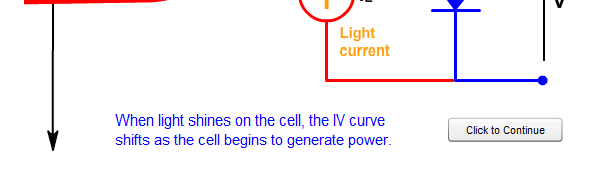 Light
current
When light shines on the cell, the IV curve
shifts as the cell begins to generate power.
Click to Continue